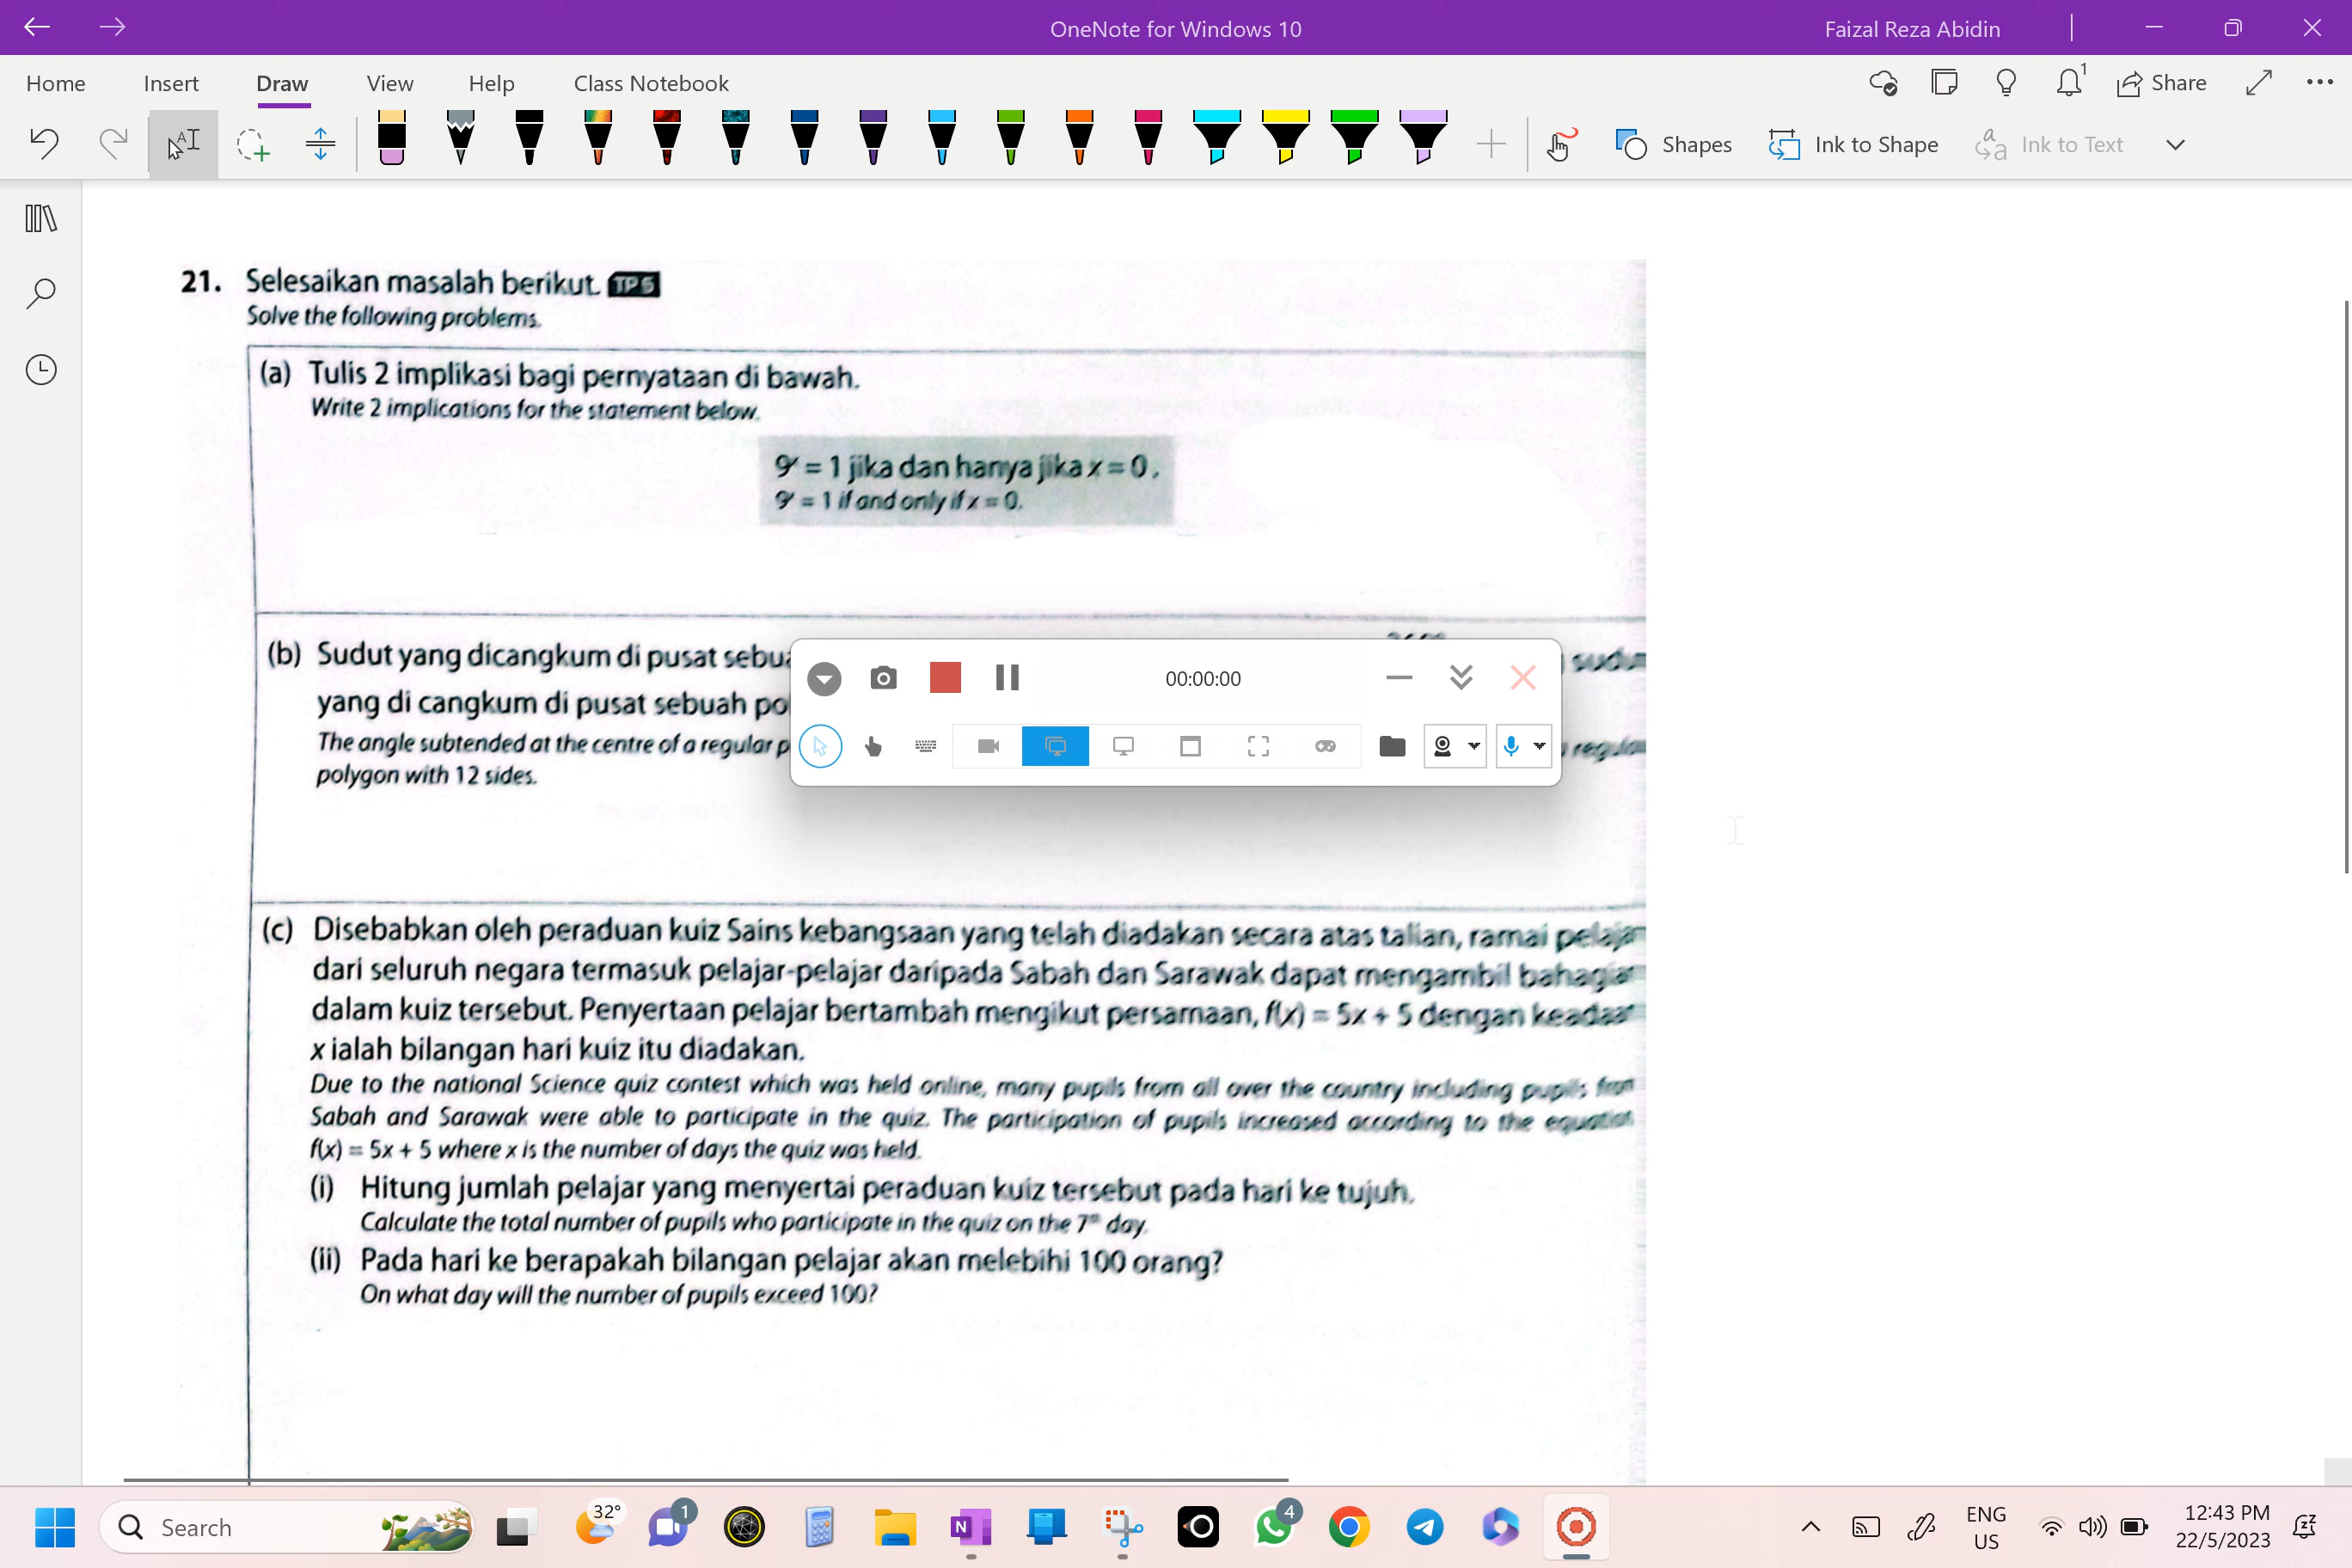 OneNote for Windows 10
Faizal Reza Abidin
Home Insert Draw View Help Class Notebook
1
Share
Shapes Ink to Shape Ink to Text
21. Selesaikan masalah berikut. TP 5
Solve the following problems.
(a) Tulis 2 implikasi bagi pernyataan di bawah.
Write 2 implications for the statement below.
9ˣ = 1 jika dan hanya jika x = 0.
9ˣ = 1 if and only if x = 0.
(b) Sudut yang dicangkum di pusat sudut
yang di cangkum di pusat sebuah
The angle subtended at the centre of a regular
polygon with 12 sides.
00:00:00
(c) Disebabkan oleh peraduan kuiz Sains kebangsaan yang telah diadakan secara atas talian, ramai pelajar
dari seluruh negara termasuk pelajar-pelajar daripada Sabah dan Sarawak dapat mengambil bahagian
dalam kuiz tersebut. Penyertaan pelajar bertambah mengikut persamaan, f(x) = 5x + 5 dengan keadaan
x ialah bilangan hari kuiz itu diadakan.
Due to the national Science quiz contest which was held online, many pupils from all over the country including pupils from
Sabah and Sarawak were able to participate in the quiz. The participation of pupils increased according to the equation
f(x) = 5x + 5 where x is the number of days the quiz was held.
(i) Hitung jumlah pelajar yang menyertai peraduan kuiz tersebut pada hari ke tujuh.
Calculate the total number of pupils who participate in the quiz on the 7th day.
(ii) Pada hari ke berapakah bilangan pelajar akan melebihi 100 orang?
On what day will the number of pupils exceed 100?
Search
32°
1
4
ENG
US
12:43 PM
22/5/2023